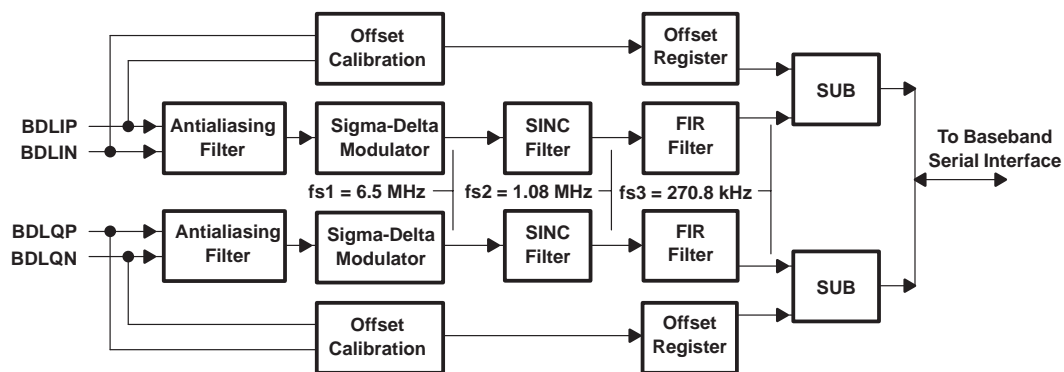 Offset
Calibration
Offset
Register
SUB
BDLIP
BDLIN
Antialiasing
Filter
Sigma-Delta
Modulator
SINC
Filter
FIR
Filter
To Baseband
Serial Interface
fs1 = 6.5 MHz
fs2 = 1.08 MHz
fs3 = 270.8 kHz
BDLQP
BDLQN
Antialiasing
Filter
Sigma-Delta
Modulator
SINC
Filter
FIR
Filter
SUB
Offset
Calibration
Offset
Register